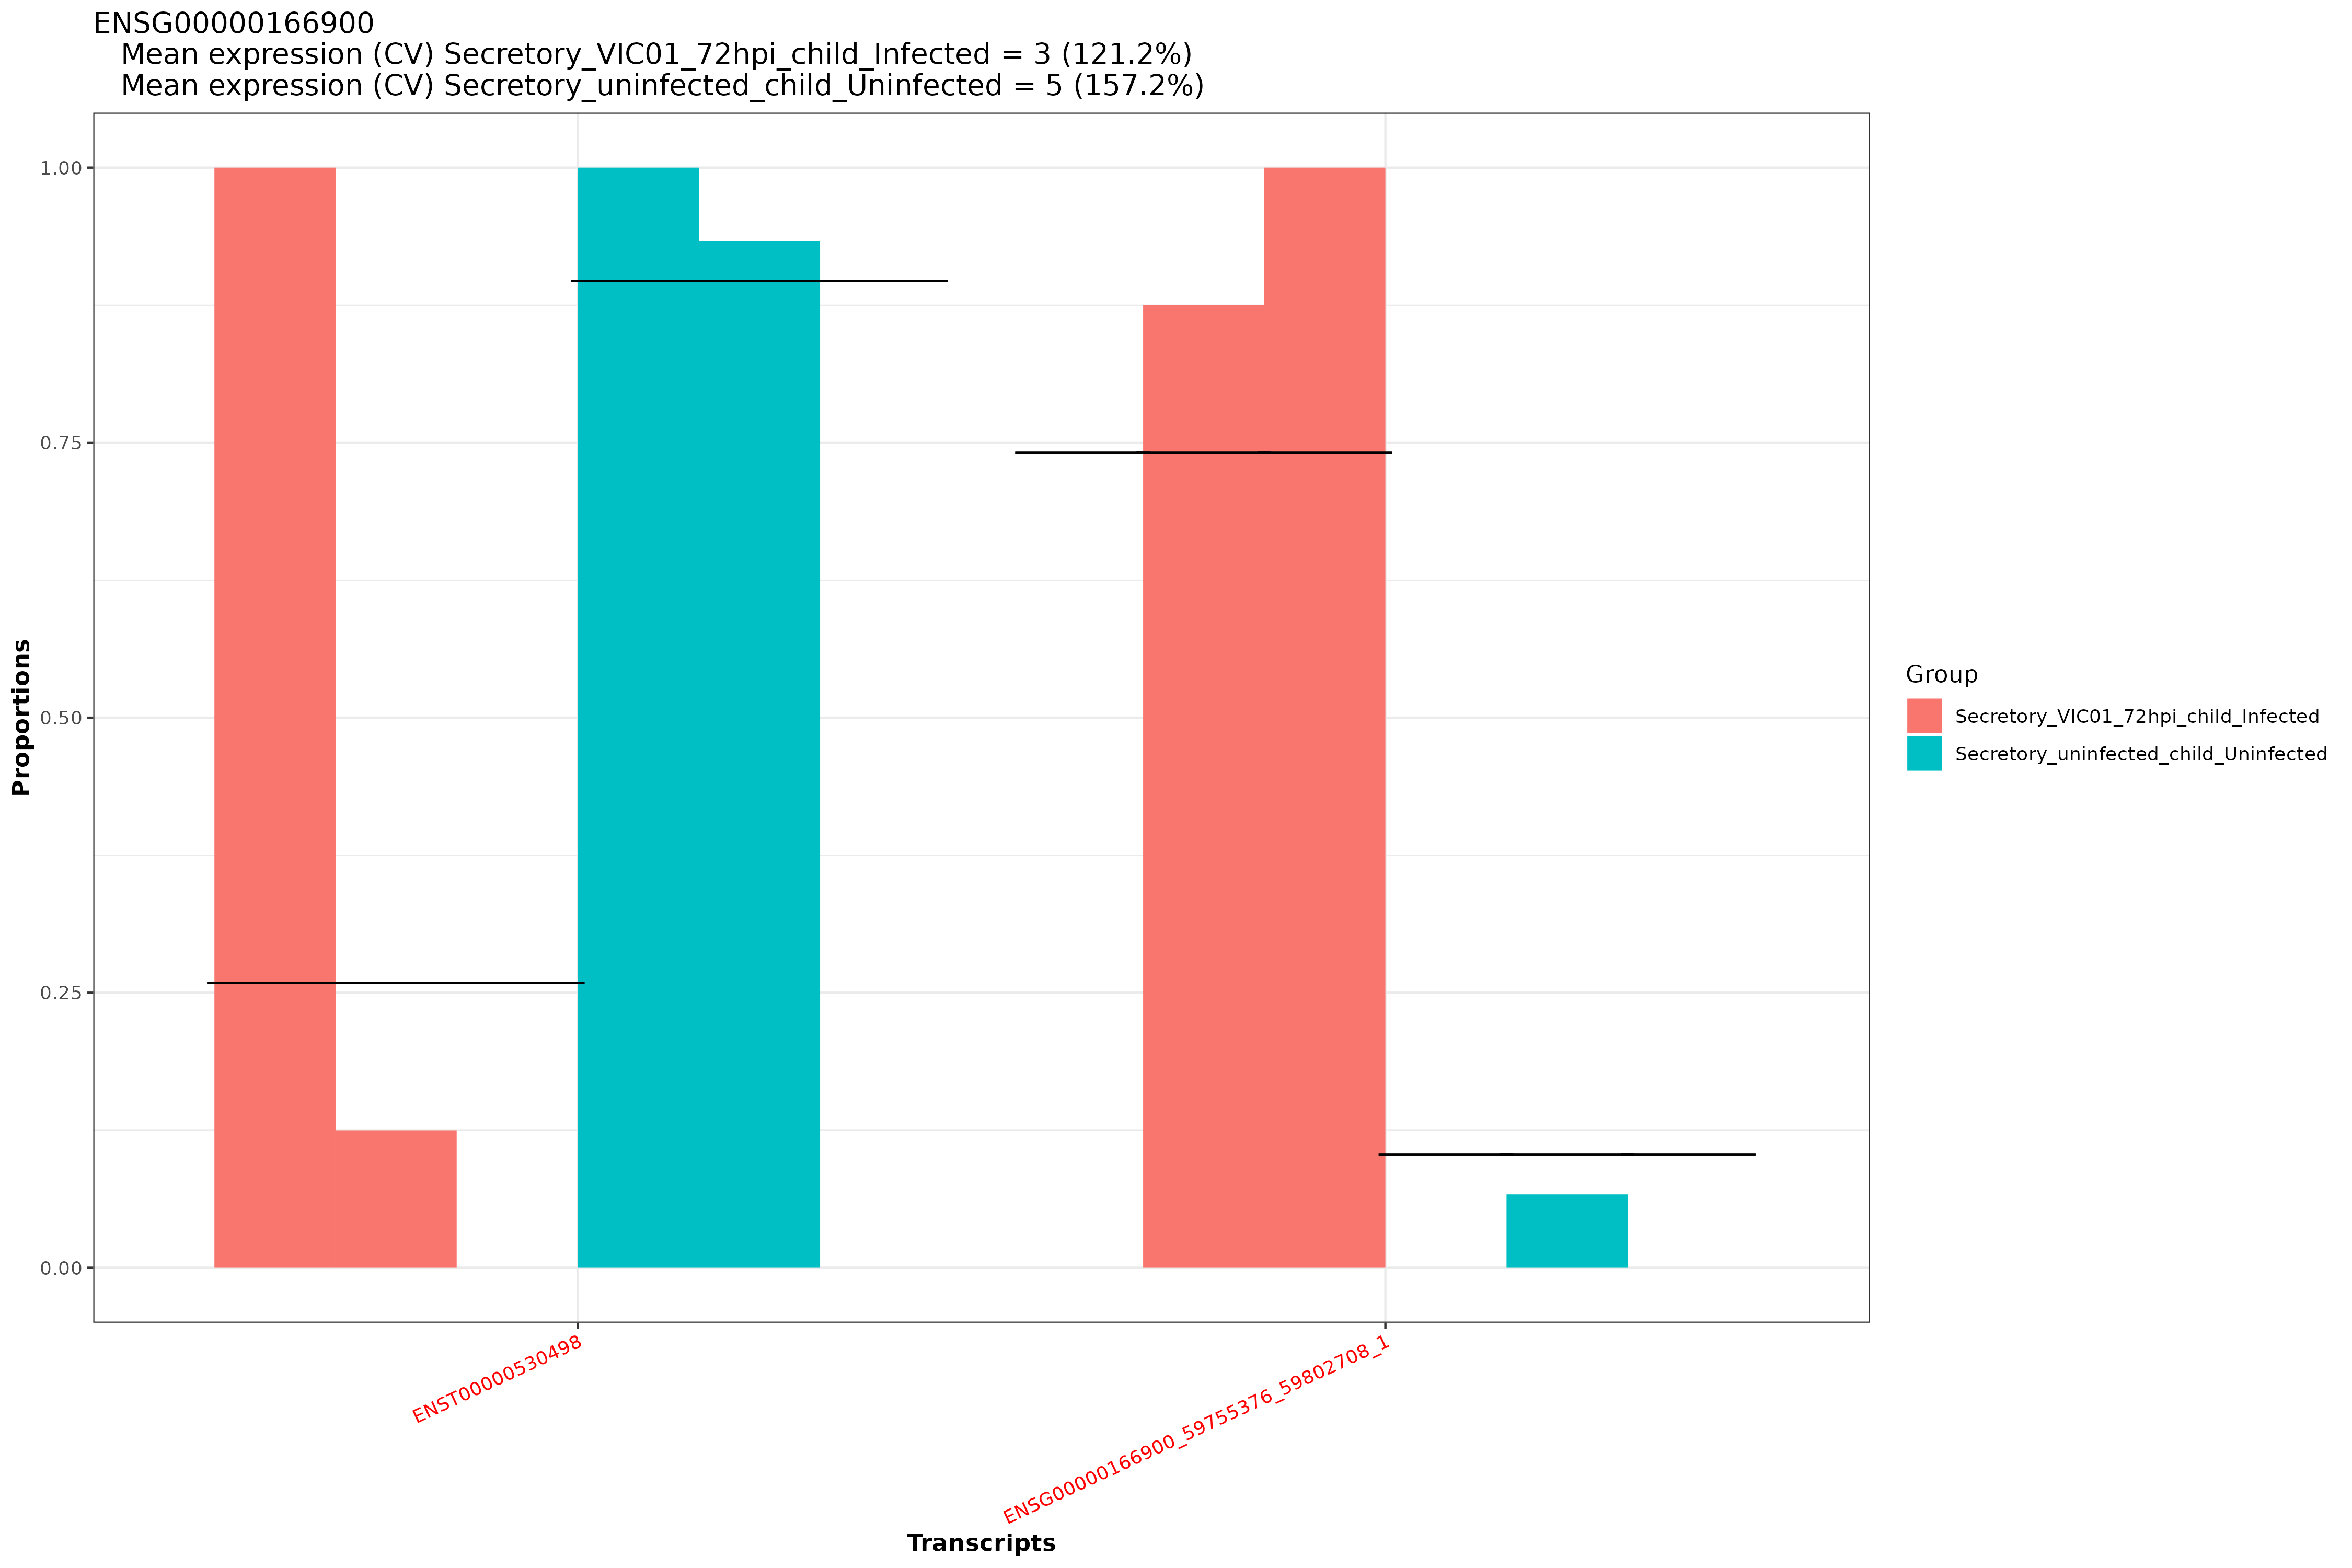 ENSG00000166900
Mean expression (CV) Secretory_VIC01_72hpi_child_Infected = 3 (121.2%)
Mean expression (CV) Secretory_uninfected_child_Uninfected = 5 (157.2%)
1.00
0.75
0.50
0.25
0.00
Proportions
ENST00000530498
ENSG00000166900_59755376_59802708_1
Transcripts
Group
Secretory_VIC01_72hpi_child_Infected
Secretory_uninfected_child_Uninfected